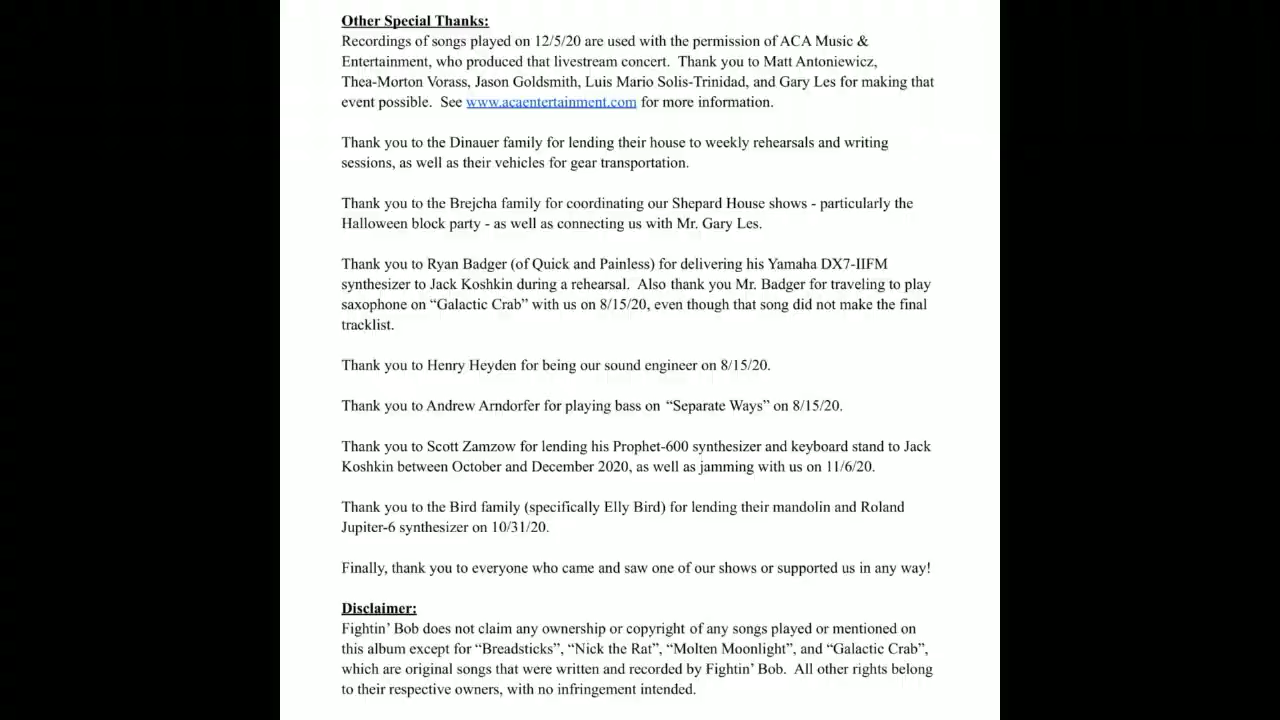 Other Special Thanks:
Recordings of songs played on 12/5/20 are used with the permission of ACA Music &
Entertainment, who produced that livestream concert.  Thank you to Matt Antoniewicz,
Thea-Morton Vorass, Jason Goldsmith, Luis Mario Solis-Trinidad, and Gary Les for making that
event possible.  See www.acaentertainment.com for more information.
Thank you to the Dinauer family for lending their house to weekly rehearsals and writing
sessions, as well as their vehicles for gear transportation.
Thank you to the Brejcha family for coordinating our Shepard House shows - particularly the
Halloween block party - as well as connecting us with Mr. Gary Les.
Thank you to Ryan Badger (of Quick and Painless) for delivering his Yamaha DX7-IIFM
synthesizer to Jack Koshkin during a rehearsal.  Also thank you Mr. Badger for traveling to play
saxophone on “Galactic Crab” with us on 8/15/20, even though that song did not make the final
tracklist.
Thank you to Henry Heyden for being our sound engineer on 8/15/20.
Thank you to Andrew Arndorfer for playing bass on “Separate Ways” on 8/15/20.
Thank you to Scott Zamzow for lending his Prophet-600 synthesizer and keyboard stand to Jack
Koshkin between October and December 2020, as well as jamming with us on 11/6/20.
Thank you to the Bird family (specifically Elly Bird) for lending their mandolin and Roland
Jupiter-6 synthesizer on 10/31/20.
Finally, thank you to everyone who came and saw one of our shows or supported us in any way!
Disclaimer:
Fightin’ Bob does not claim any ownership or copyright of any songs played or mentioned on
this album except for “Breadsticks”, “Nick the Rat”, “Molten Moonlight”, and “Galactic Crab”,
which are original songs that were written and recorded by Fightin’ Bob.  All other rights belong
to their respective owners, with no infringement intended.